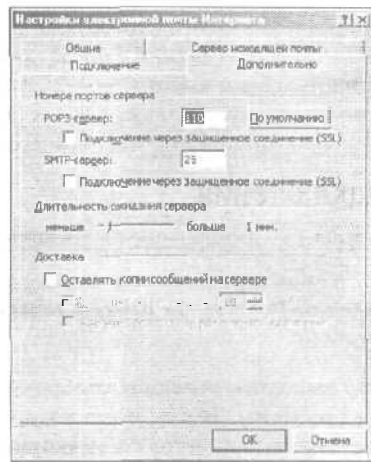 Настройки электронной почты Интернета
Общие
Сервер исходящей почты
Подключение
Дополнительно
Номера портов сервера
POP3-сервер: 110 По умолчанию
Подключение через защищенное соединение (SSL)
SMTP-сервер: 25
Подключение через защищенное соединение (SSL)
Длительность ожидания сервера
меньше больше 1 мин.
Доставка
Оставлять копии сообщений на сервере
10
OK Отмена